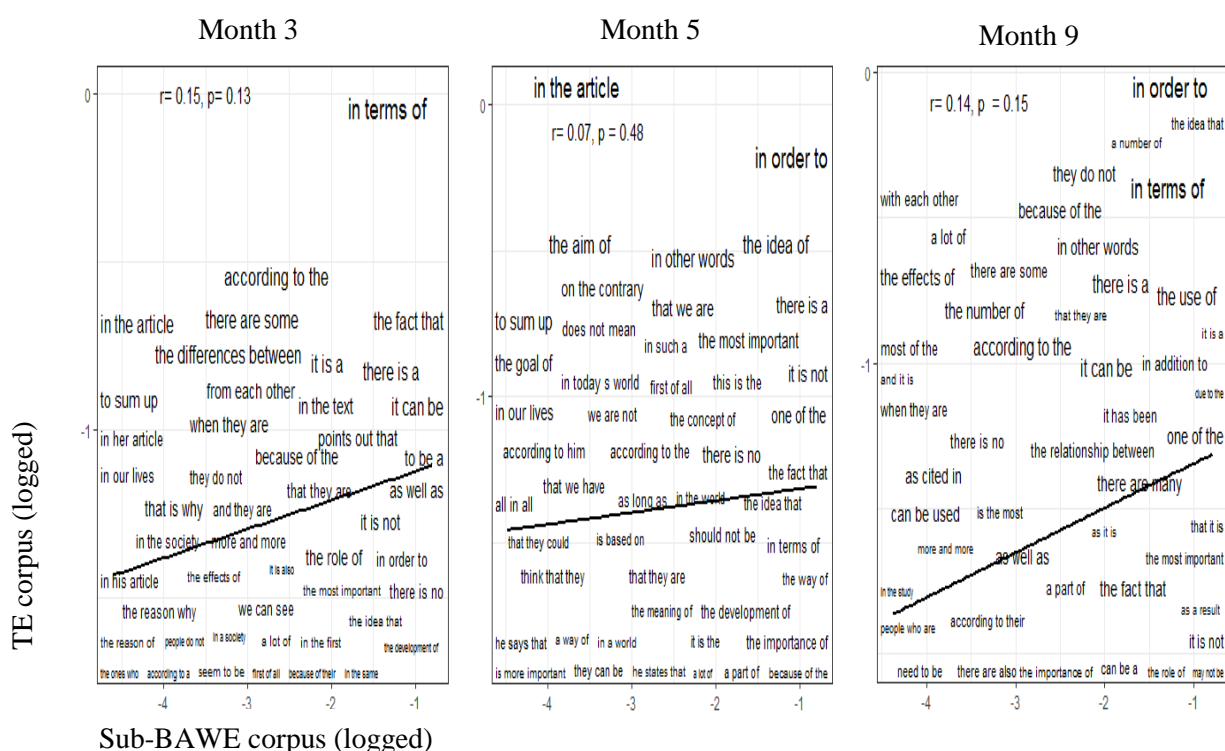 Month 3
0
r= 0.15, p= 0.13
in terms of
according to the
in the article there are some the fact that
the differences between it is a there is a
from each other
to sum up in the text it can be
when they are
-1
in her article points out that
because of the to be a
in our lives they do not
that they are as well as
that is why and they are
it is not
in the society more and more
the role of in order to
in his article the effects of it is also
the most important there is no
the reason why we can see
the idea that
the reason of people do not in a society a lot of in the first the development of
the ones who according to a seem to be first of all because of their in the same
-4 -3 -2 -1
Month 5
in the article
0
r= 0.07, p = 0.48
in order to
the aim of the idea of
in other words
on the contrary
that we are there is a
to sum up does not mean
in such a the most important
the goal of
in today s world first of all this is the it is not
-1
in our lives we are not the concept of one of the
according to him according to the there is no
the fact that
that we have
all in all as long as in the world the idea that
that they could is based on should not be in terms of
think that they that they are the way of
the meaning of the development of
he says that a way of in a world it is the the importance of
is more important they can be he states that a lot of a part of because of the
-4 -3 -2 -1
Month 9
0
in order to
r= 0.14, p = 0.15
the idea that
a number of
they do not
in terms of
with each other
because of the
a lot of in other words
the effects of there are some
there is a
the use of
the number of that they are
it is a
most of the according to the
it can be in addition to
-1
and it is
due to the
when they are it has been
there is no the relationship between one of the
as cited in there are many
can be used is the most
as it is that it is
more and more as well as the most important
in the study a part of the fact that
people who are according to their as a result
it is not
need to be there are also the importance of can be a the role of may not be
-4 -3 -2 -1
TE corpus (logged)
Sub-BAWE corpus (logged)